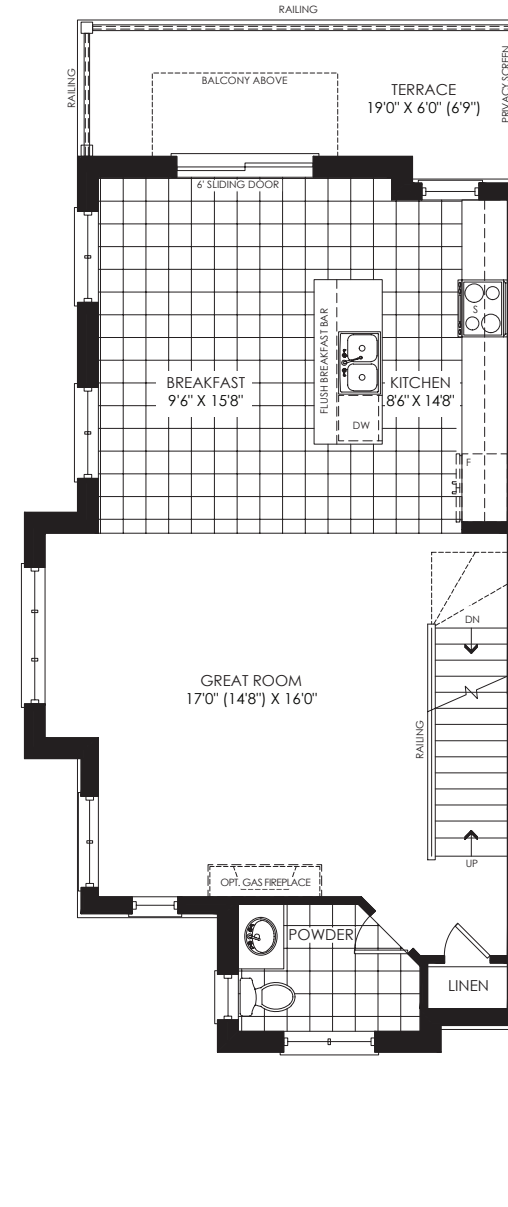 RAILING
RAILING
BALCONY ABOVE
TERRACE
19'0" X 6'0" (6'9")
PRIVACY SCREEN
6' SLIDING DOOR
S
FLUSH BREAKFAST BAR
BREAKFAST
9'6" X 15'8"
KITCHEN
8'6" X 14'8"
DW
F
DN
GREAT ROOM
17'0" (14'8") X 16'0"
RAILING
UP
OPT. GAS FIREPLACE
POWDER
LINEN